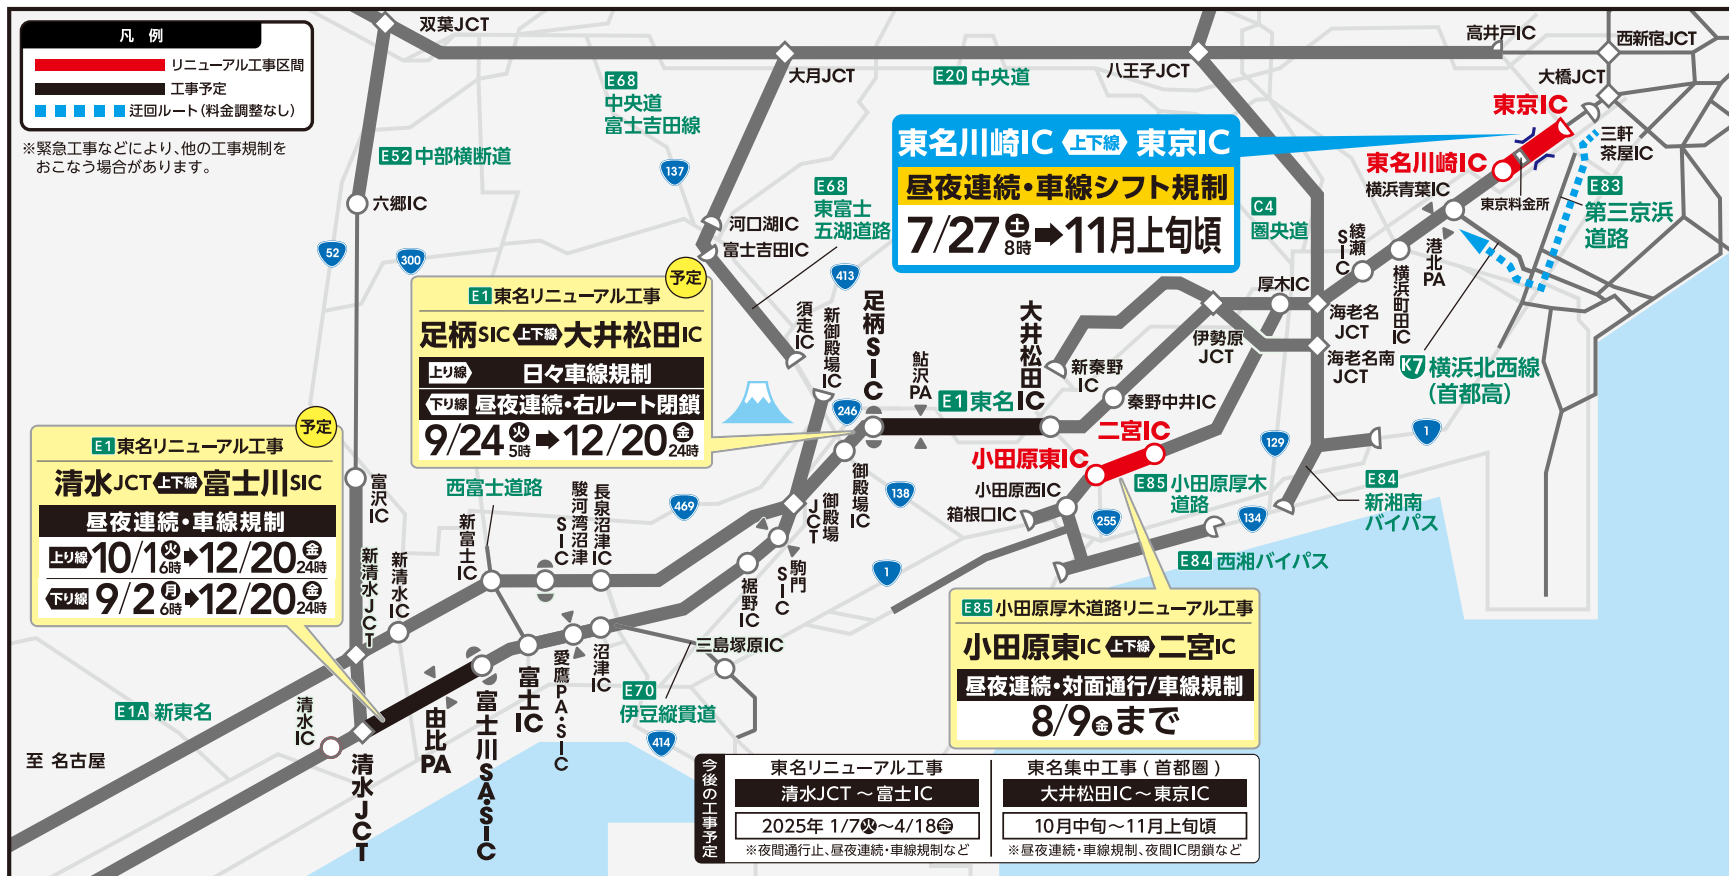 凡例
リニューアル工事区間
工事予定
迂回ルート(料金調整なし)
※緊急工事などにより、他の工事規制を
おこなう場合があります。
双葉JCT
大月JCT
E68
中央道
富士吉田線
E20 中央道
八王子JCT
高井戸IC
西新宿JCT
大橋JCT
東京IC
三軒
茶屋IC
東名川崎IC
東京料金所
横浜青葉IC
E83
第三京浜
道路
東名川崎IC 上下線 東京IC
昼夜連続・車線シフト規制
7/27土8時➡11月上旬頃
C4
圏央道
綾瀬SIC
横浜町田IC
港北PA
厚木IC
海老名
JCT
海老名南
JCT
伊勢原
JCT
K7 横浜北西線
(首都高)
E52 中部横断道
六郷IC
52
300
137
E68
東富士
五湖道路
河口湖IC
富士吉田IC
413
須走IC
新御殿場IC
足柄SIC
鮎沢PA
大井松田IC
新秦野
IC
秦野中井IC
E1 東名
246
二宮IC
小田原東IC
小田原西IC
箱根口IC
E85 小田原厚木
道路
255
129
134
1
E84
新湘南
バイパス
E84 西湘バイパス
予定
E1 東名リニューアル工事
足柄SIC 上下線 大井松田IC
上り線 日々車線規制
下り線 昼夜連続・右ルート閉鎖
9/24火5時➡12/20金24時
予定
E1 東名リニューアル工事
清水JCT 上下線 富士川SIC
昼夜連続・車線規制
上り線 10/1火6時➡12/20金24時
下り線 9/2月6時➡12/20金24時
富沢IC
新清水JCT
新清水IC
西富士道路
新富士IC
駿河湾沼津SIC
長泉沼津IC
469
138
御殿場JCT
御殿場IC
駒門SIC
裾野IC
三島塚原IC
1
沼津IC
愛鷹PA・SIC
富士IC
富士川SA・SIC
由比PA
清水JCT
清水IC
E1A 新東名
至 名古屋
E70
伊豆縦貫道
414
E85 小田原厚木道路リニューアル工事
小田原東IC 上下線 二宮IC
昼夜連続・対面通行/車線規制
8/9金まで
今後の工事予定
東名リニューアル工事
清水JCT～富士IC
2025年 1/7火～4/18金
※夜間通行止、昼夜連続・車線規制など
東名集中工事(首都圏)
大井松田IC～東京IC
10月中旬～11月上旬頃
※昼夜連続・車線規制、夜間IC閉鎖など